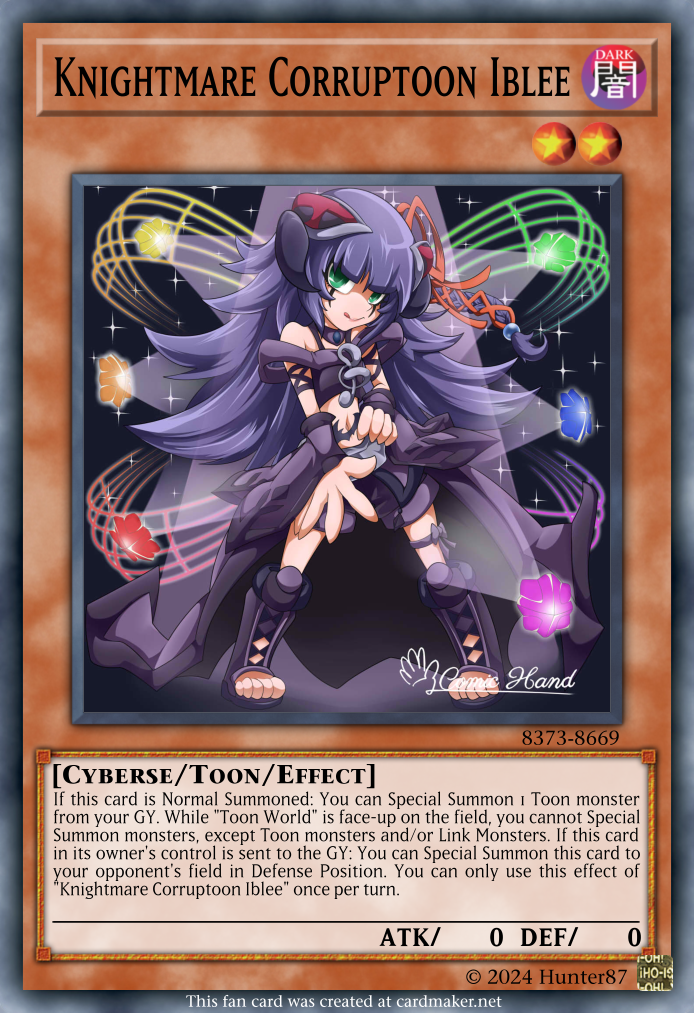 Knightmare Corruptoon Iblee
DARK
闇
Comic Hand
8373-8669
[Cyberse/Toon/Effect]
If this card is Normal Summoned: You can Special Summon 1 Toon monster
from your GY. While "Toon World" is face-up on the field, you cannot Special
Summon monsters, except Toon monsters and/or Link Monsters. If this card
in its owner's control is sent to the GY: You can Special Summon this card to
your opponent's field in Defense Position. You can only use this effect of
"Knightmare Corruptoon Iblee" once per turn.
ATK/ 0 DEF/ 0
© 2024 Hunter87
This fan card was created at cardmaker.net